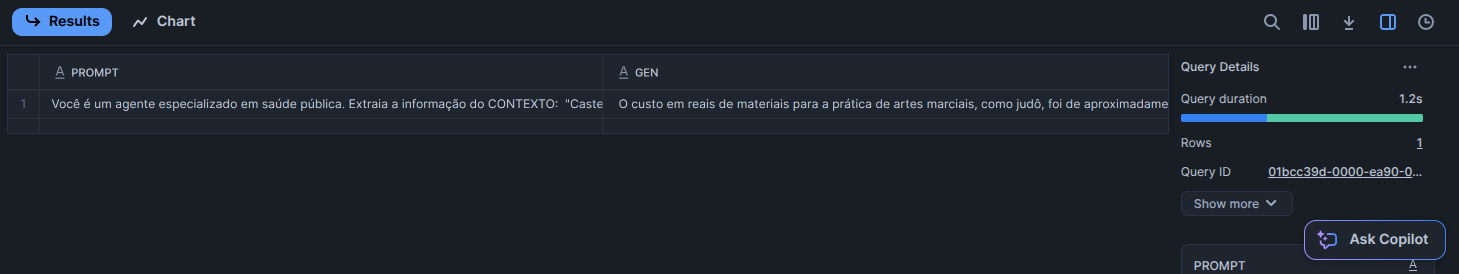 Results Chart
A PROMPT A GEN
1 Você é um agente especializado em saúde pública. Extraia a informação do CONTEXTO: "Caste O custo em reais de materiais para a prática de artes marciais, como judô, foi de aproximadame
Query Details ...
Query duration 1.2s
Rows 1
Query ID 01bcc39d-0000-ea90-0...
Show more
Ask Copilot
PROMPT A